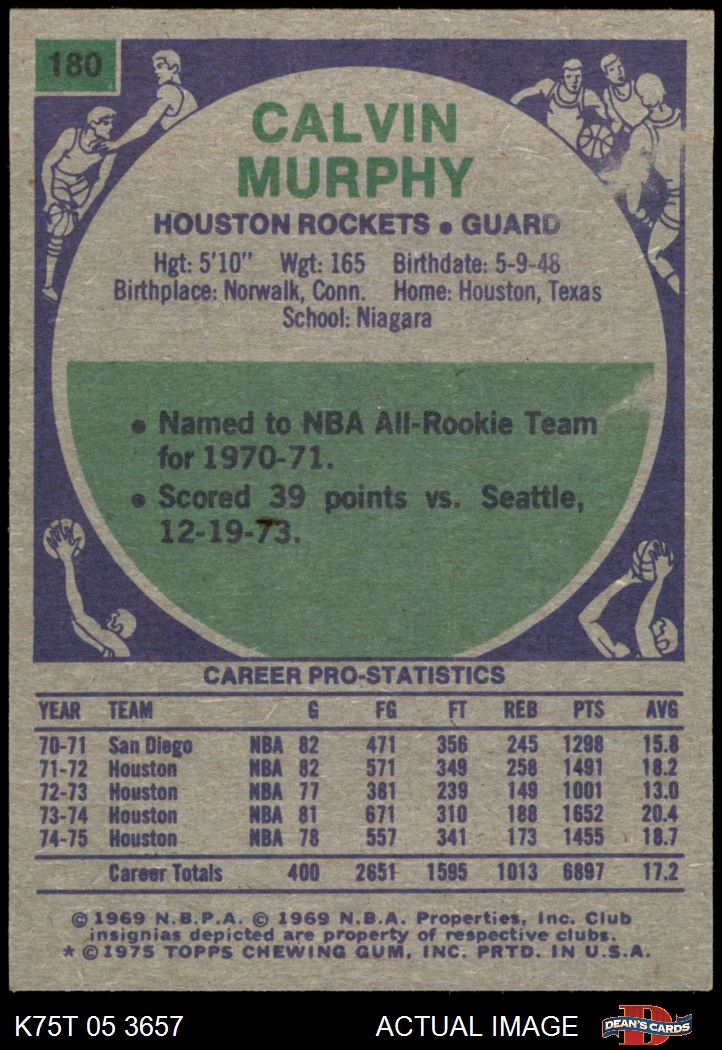 180
CALVIN
MURPHY
HOUSTON ROCKETS • GUARD
Hgt: 5'10" Wgt: 165 Birthdate: 5-9-48
Birthplace: Norwalk, Conn. Home: Houston, Texas
School: Niagara
• Named to NBA All-Rookie Team
for 1970-71.
• Scored 39 points vs. Seattle,
12-19-73.
CAREER PRO-STATISTICS
YEAR TEAM G FG FT REB PTS AVG
70-71 San Diego NBA 82 471 356 245 1298 15.8
71-72 Houston NBA 82 571 349 258 1491 18.2
72-73 Houston NBA 77 381 239 149 1001 13.0
73-74 Houston NBA 81 671 310 188 1652 20.4
74-75 Houston NBA 78 557 341 173 1455 18.7
Career Totals 400 2651 1595 1013 6897 17.2
© 1969 N.B.P.A. © 1969 N.B.A. Properties, Inc. Club
insignias depicted are property of respective clubs.
* © 1975 TOPPS CHEWING GUM, INC. PRTD. IN U.S.A.
K75T 05 3657 ACTUAL IMAGE DEAN'S CARDS